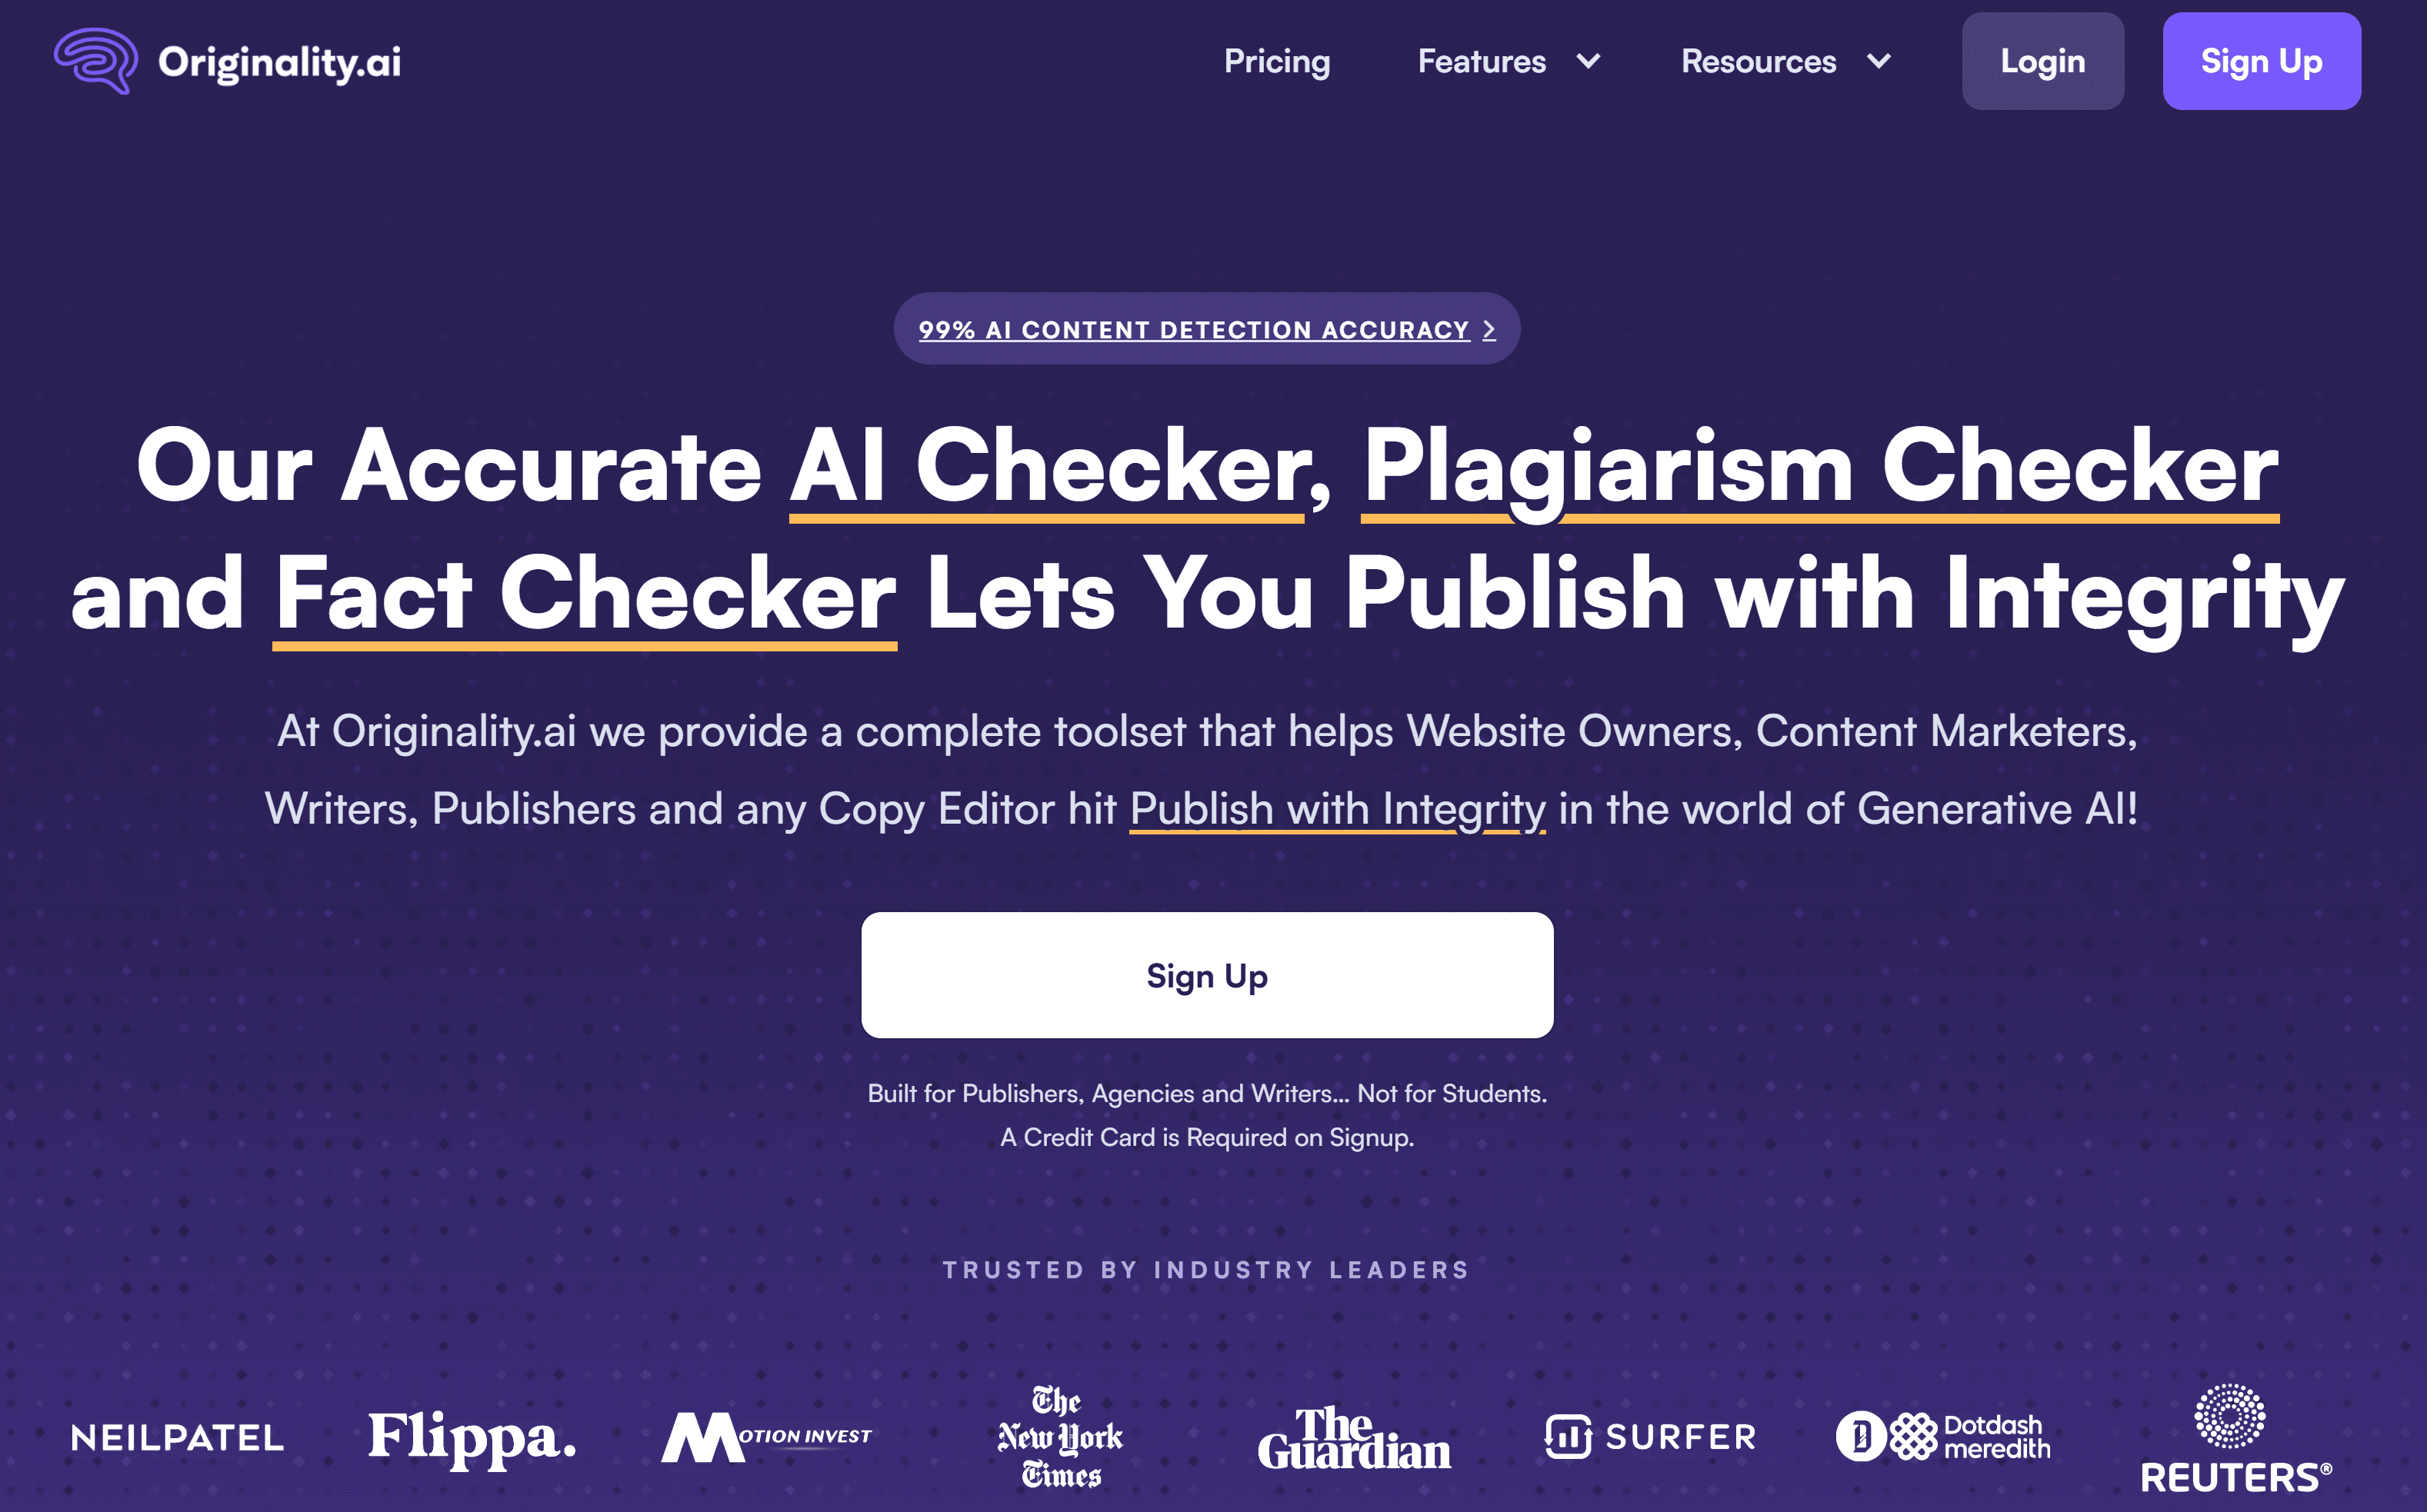 Originality.ai
Pricing
Features
Resources
Login
Sign Up
99% AI CONTENT DETECTION ACCURACY >
Our Accurate AI Checker, Plagiarism Checker
and Fact Checker Lets You Publish with Integrity
At Originality.ai we provide a complete toolset that helps Website Owners, Content Marketers,
Writers, Publishers and any Copy Editor hit Publish with Integrity in the world of Generative AI!
Sign Up
Built for Publishers, Agencies and Writers... Not for Students.
A Credit Card is Required on Signup.
TRUSTED BY INDUSTRY LEADERS
NEILPATEL
Flippa.
MOTION INVEST
The
New York
Times
The
Guardian
SURFER
D
Dotdash
meredith
REUTERS®